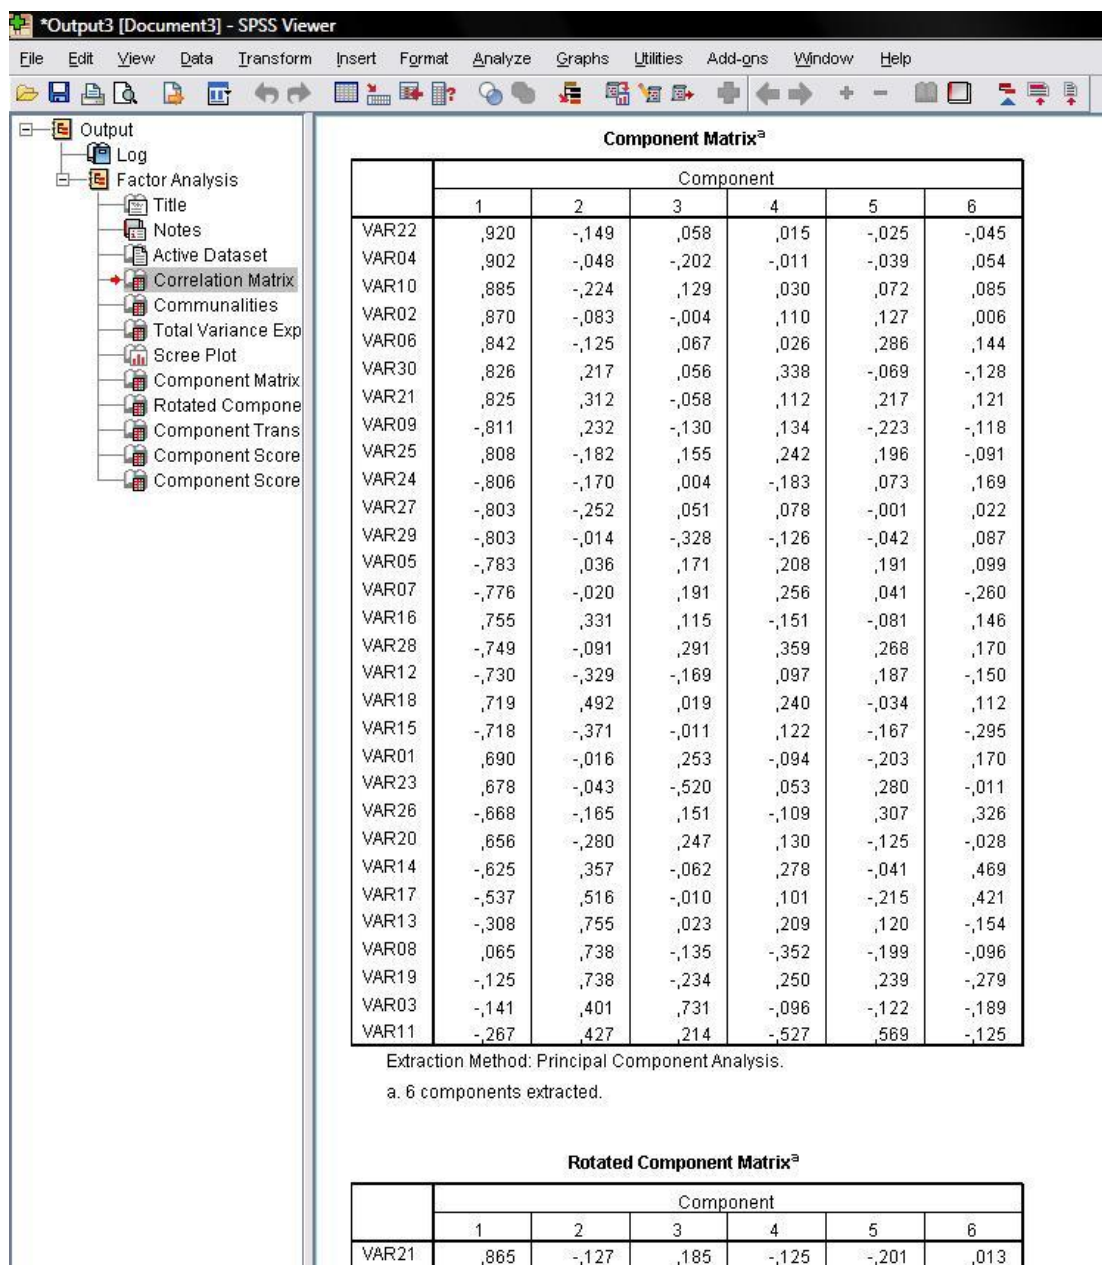 *Output3 [Document3] - SPSS Viewer
File Edit View Data Transform Insert Format Analyze Graphs Utilities Add-ons Window Help
Output
Log
Factor Analysis
Title
Notes
Active Dataset
Correlation Matrix
Communalities
Total Variance Exp
Scree Plot
Component Matrix
Rotated Compone
Component Trans
Component Score
Component Score
Component Matrixa
Component
1 2 3 4 5 6
VAR22 ,920 -,149 ,058 ,015 -,025 -,045
VAR04 ,902 -,048 -,202 -,011 -,039 ,054
VAR10 ,885 -,224 ,129 ,030 ,072 ,085
VAR02 ,870 -,083 -,004 ,110 ,127 ,006
VAR06 ,842 -,125 ,067 ,026 ,286 ,144
VAR30 ,826 ,217 ,056 ,338 -,069 -,128
VAR21 ,825 ,312 -,058 ,112 ,217 ,121
VAR09 -,811 ,232 -,130 ,134 -,223 -,118
VAR25 ,808 -,182 ,155 ,242 ,196 -,091
VAR24 -,806 -,170 ,004 -,183 ,073 ,169
VAR27 -,803 -,252 ,051 ,078 -,001 ,022
VAR29 -,803 -,014 -,328 -,126 -,042 ,087
VAR05 -,783 ,036 ,171 ,208 ,191 ,099
VAR07 -,776 -,020 ,191 ,256 ,041 -,260
VAR16 ,755 ,331 ,115 -,151 -,081 ,146
VAR28 -,749 -,091 ,291 ,359 ,268 ,170
VAR12 -,730 -,329 -,169 ,097 ,187 -,150
VAR18 ,719 ,492 ,019 ,240 -,034 ,112
VAR15 -,718 -,371 -,011 ,122 -,167 -,295
VAR01 ,690 -,016 ,253 -,094 -,203 ,170
VAR23 ,678 -,043 -,520 ,053 ,280 -,011
VAR26 -,668 -,165 ,151 -,109 ,307 ,326
VAR20 ,656 -,280 ,247 ,130 -,125 -,028
VAR14 -,625 ,357 -,062 ,278 -,041 ,469
VAR17 -,537 ,516 -,010 ,101 -,215 ,421
VAR13 -,308 ,755 ,023 ,209 ,120 -,154
VAR08 ,065 ,738 -,135 -,352 -,199 -,096
VAR19 -,125 ,738 -,234 ,250 ,239 -,279
VAR03 -,141 ,401 ,731 -,096 -,122 -,189
VAR11 -,267 ,427 ,214 -,527 ,569 -,125
Extraction Method: Principal Component Analysis.
a. 6 components extracted.
Rotated Component Matrixa
Component
1 2 3 4 5 6
VAR21 ,865 -,127 ,185 -,125 -,201 ,013